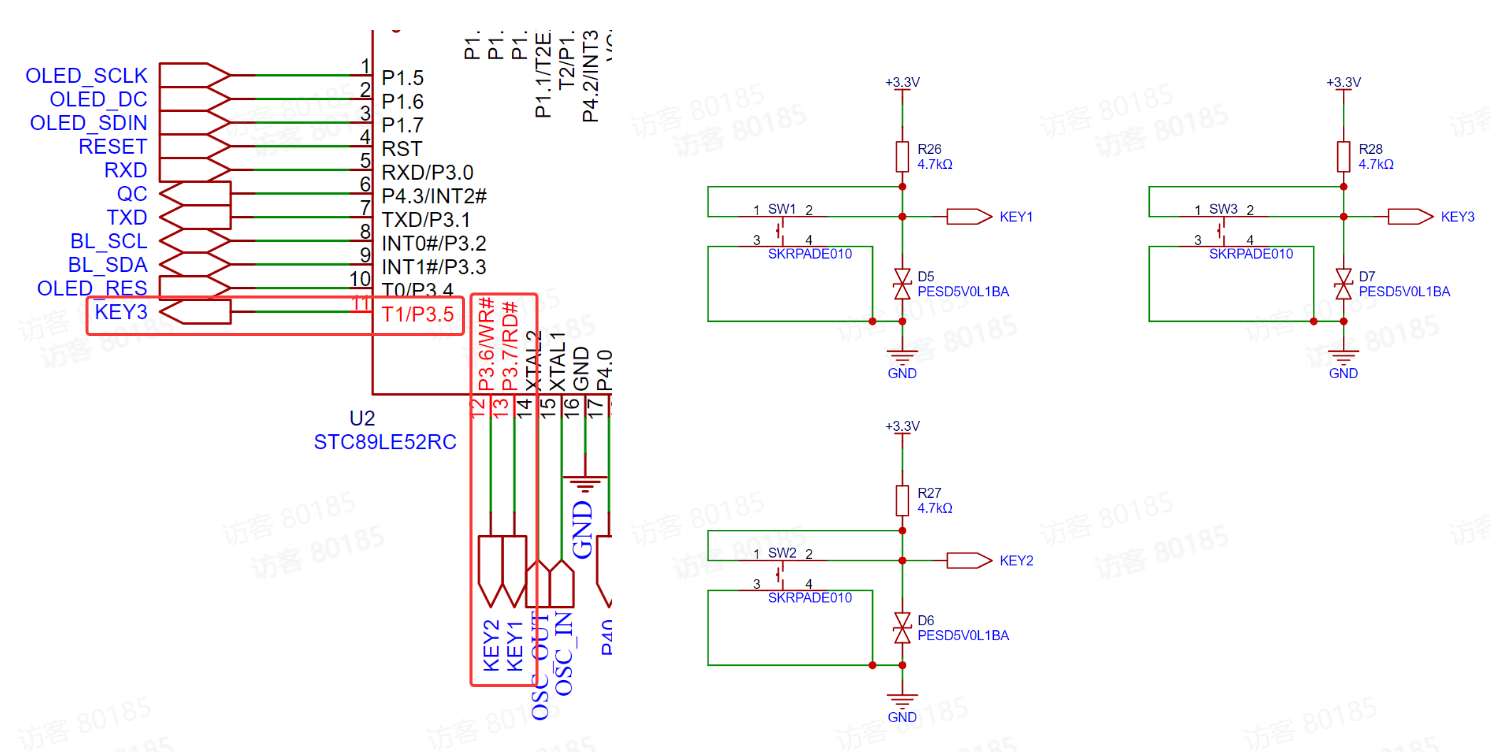 OLED_SCLK 1 P1.5
OLED_DC 2 P1.6
OLED_SDIN 3 P1.7
RESET 4 RST
RXD 5 RXD/P3.0
QC 6 P4.3/INT2#
TXD 7 TXD/P3.1
BL_SCL 8 INT0#/P3.2
BL_SDA 9 INT1#/P3.3
OLED_RES 10 T0/P3.4
KEY3 11 T1/P3.5
P1.
P1.
P1.
P1.1/T2E
T2/P1.
P4.2/INT3
P3.6/WR#
P3.7/RD#
XTAL2
XTAL1
GND
P4.0
12
13
14
15
16
17
U2
STC89LE52RC
KEY2
KEY1
OSC_OUT
OSC_IN
GND
P40
+3.3V
R26
4.7kΩ
1 SW1 2
KEY1
3 4
SKRPADE010
D5
PESD5V0L1BA
GND
+3.3V
R28
4.7kΩ
1 SW3 2
KEY3
3 4
SKRPADE010
D7
PESD5V0L1BA
GND
+3.3V
R27
4.7kΩ
1 SW2 2
KEY2
3 4
SKRPADE010
D6
PESD5V0L1BA
GND
访客 80185